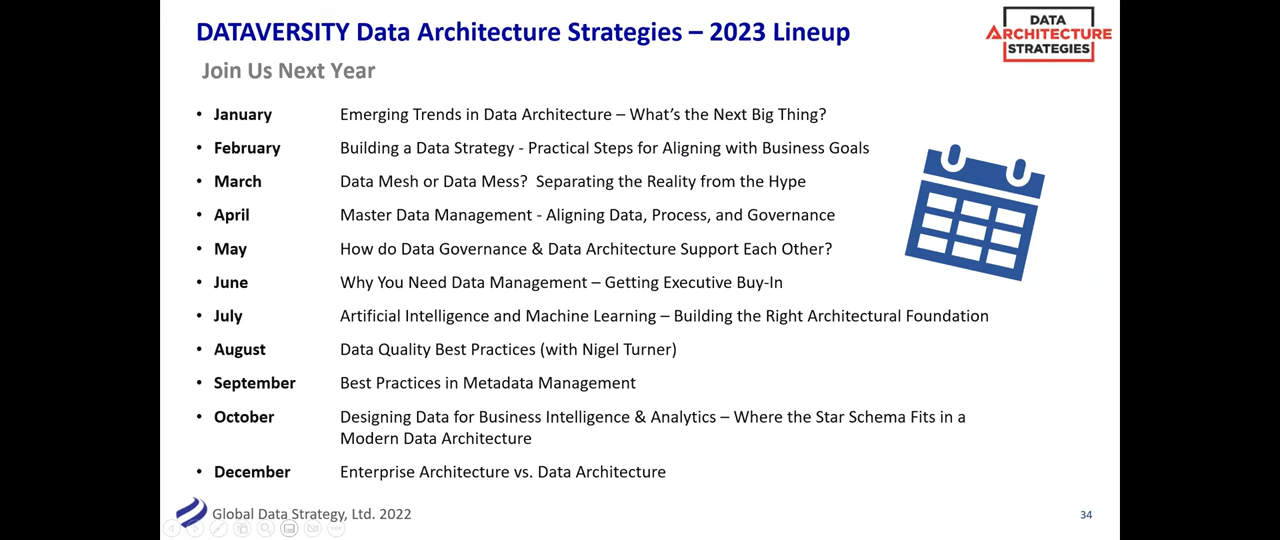 DATAVERSITY Data Architecture Strategies – 2023 Lineup
DATA
ARCHITECTURE
STRATEGIES
Join Us Next Year
• January Emerging Trends in Data Architecture – What's the Next Big Thing?
• February Building a Data Strategy - Practical Steps for Aligning with Business Goals
• March Data Mesh or Data Mess? Separating the Reality from the Hype
• April Master Data Management - Aligning Data, Process, and Governance
• May How do Data Governance & Data Architecture Support Each Other?
• June Why You Need Data Management – Getting Executive Buy-In
• July Artificial Intelligence and Machine Learning – Building the Right Architectural Foundation
• August Data Quality Best Practices (with Nigel Turner)
• September Best Practices in Metadata Management
• October Designing Data for Business Intelligence & Analytics – Where the Star Schema Fits in a
Modern Data Architecture
• December Enterprise Architecture vs. Data Architecture
Global Data Strategy, Ltd. 2022
34